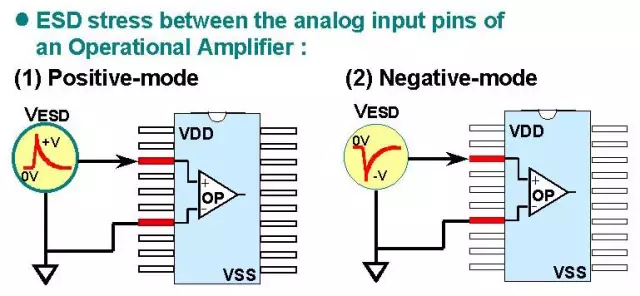 ESD stress between the analog input pins of
an Operational Amplifier :
(1) Positive-mode
(2) Negative-mode
VESD
+V
0V
VDD
+
OP
−
VSS
VESD
0V
-V
VDD
+
OP
−
VSS